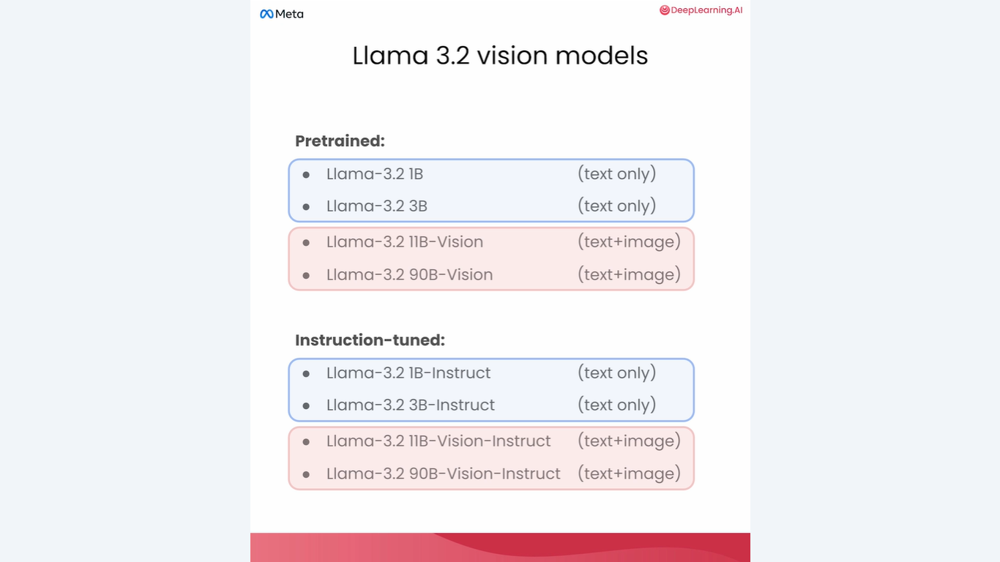 Meta
DeepLearning.AI
Llama 3.2 vision models
Pretrained:
● Llama-3.2 1B (text only)
● Llama-3.2 3B (text only)
● Llama-3.2 11B-Vision (text+image)
● Llama-3.2 90B-Vision (text+image)
Instruction-tuned:
● Llama-3.2 1B-Instruct (text only)
● Llama-3.2 3B-Instruct (text only)
● Llama-3.2 11B-Vision-Instruct (text+image)
● Llama-3.2 90B-Vision-Instruct (text+image)